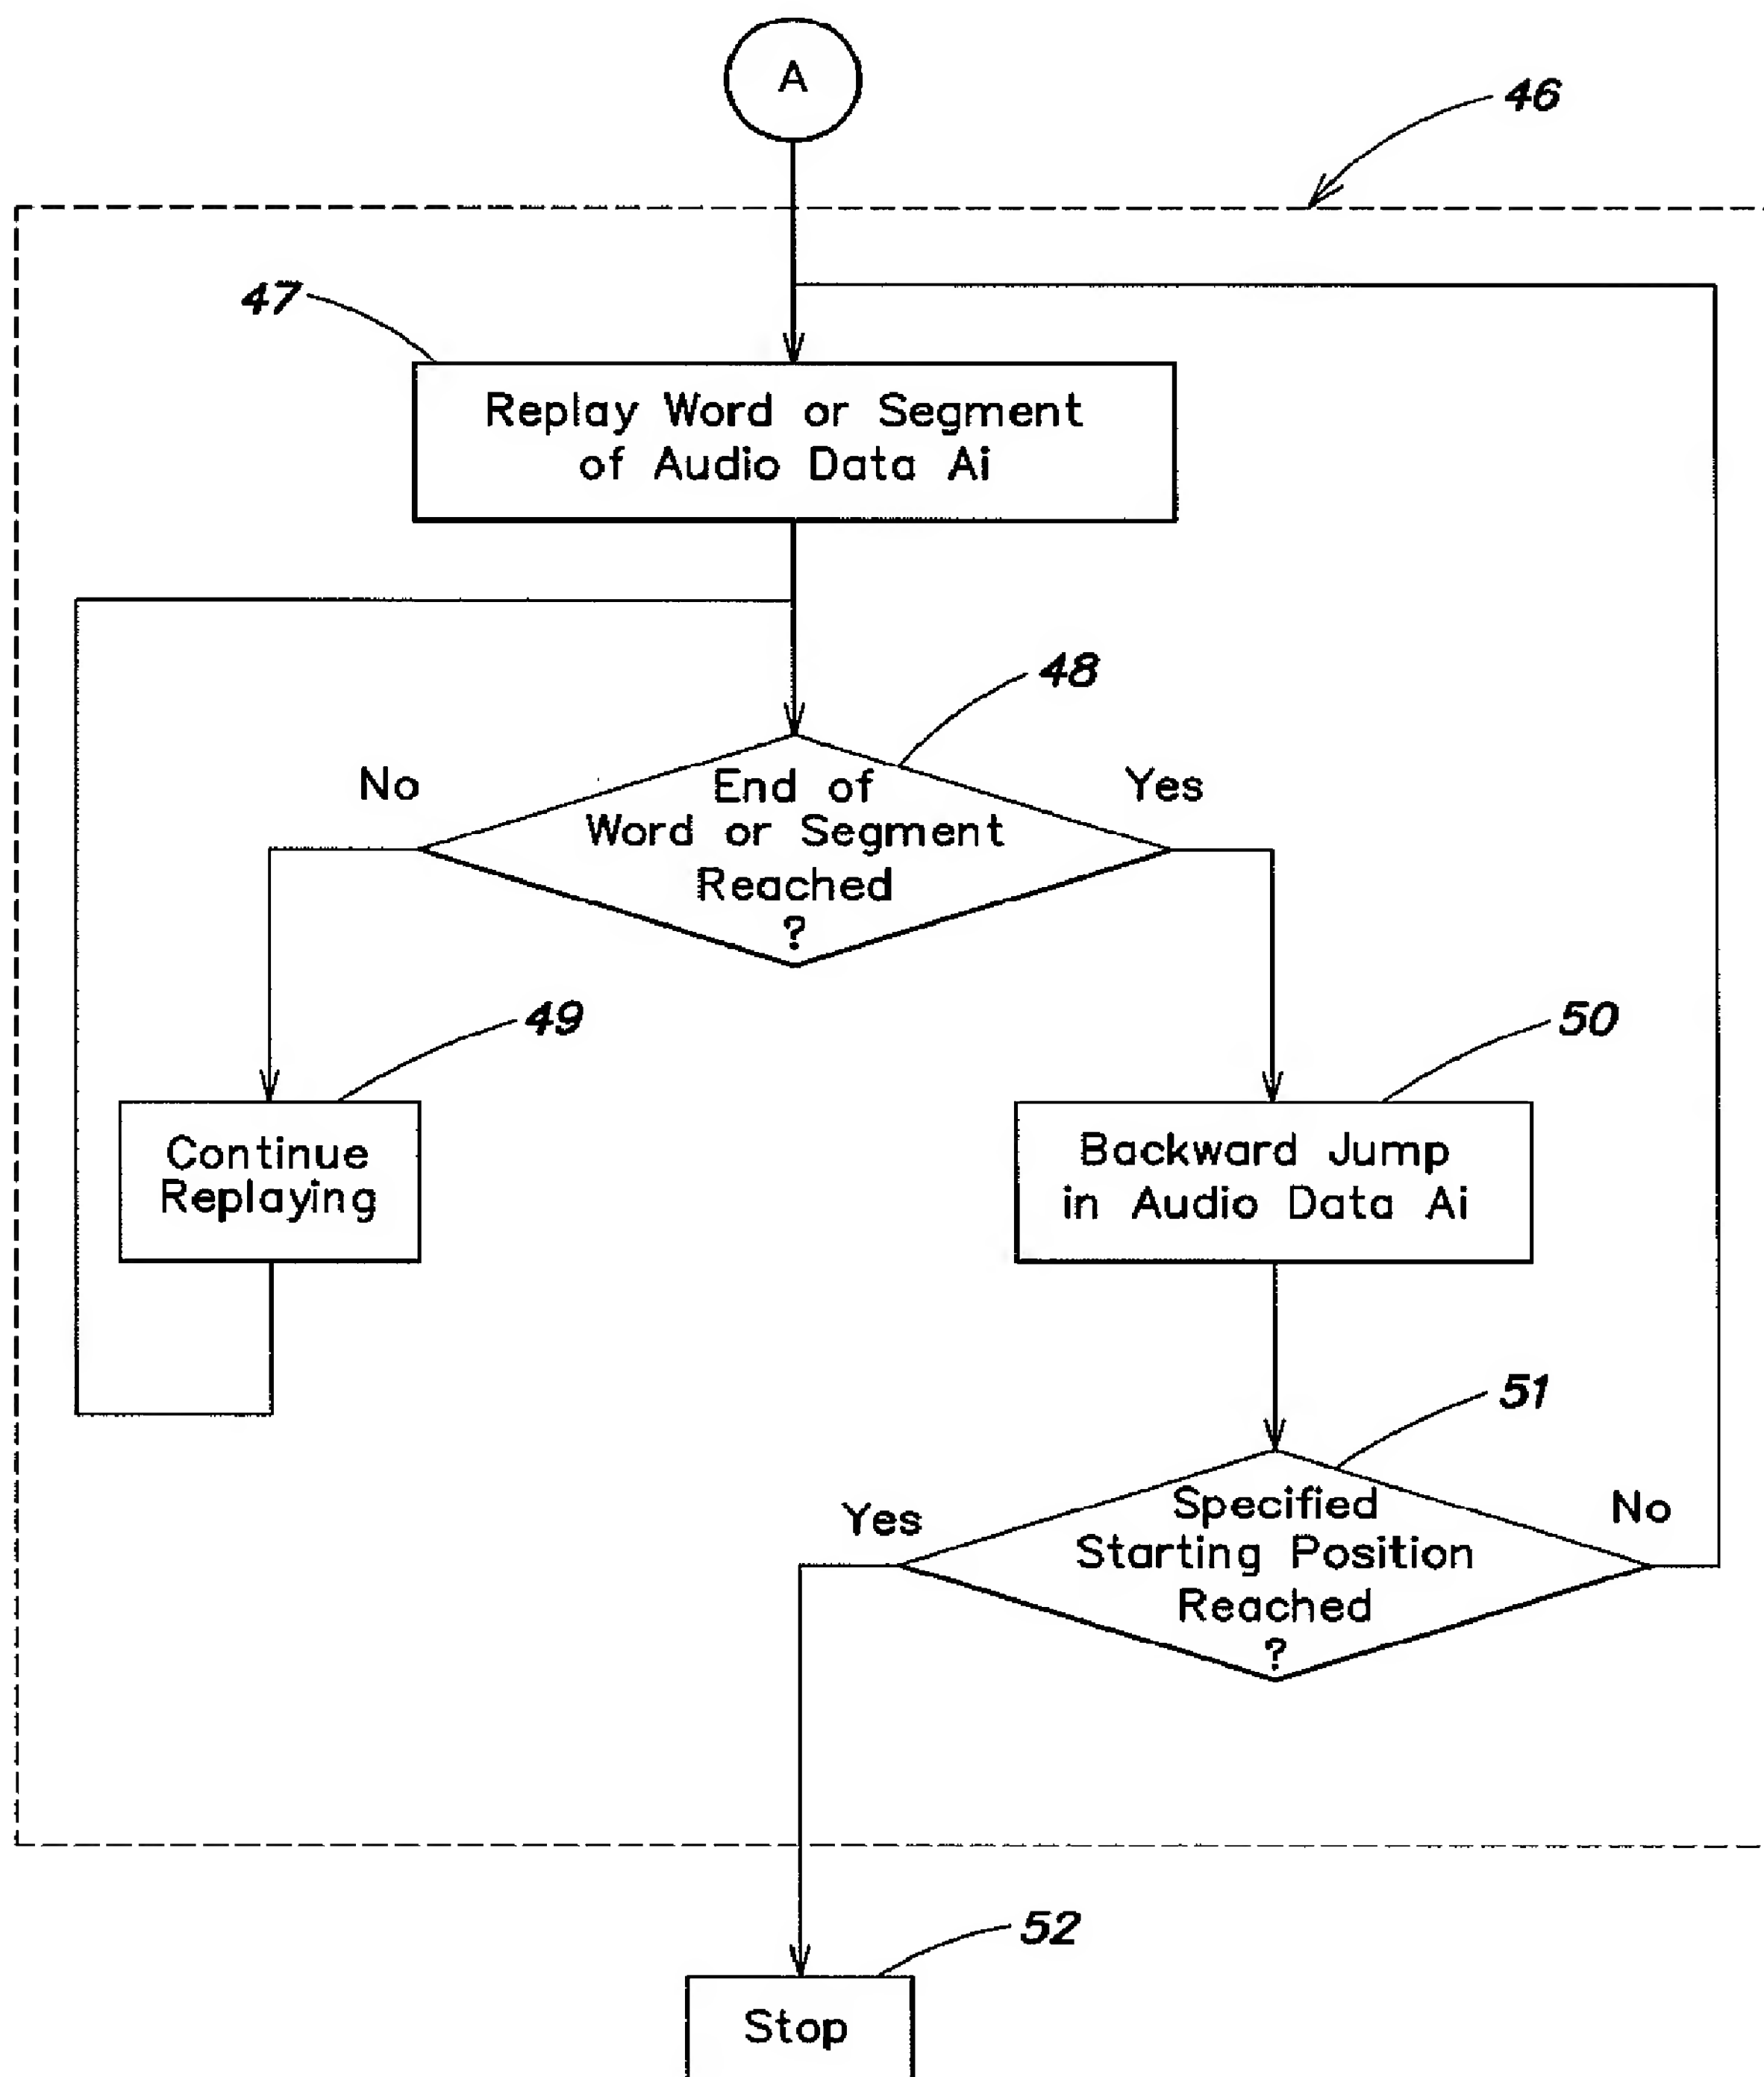 A
46
47
Replay Word or Segment
of Audio Data Ai
48
No
Yes
End of
Word or Segment
Reached
?
49
50
Continue
Replaying
Backward Jump
in Audio Data Ai
51
Yes
No
Specified
Starting Position
Reached
?
52
Stop